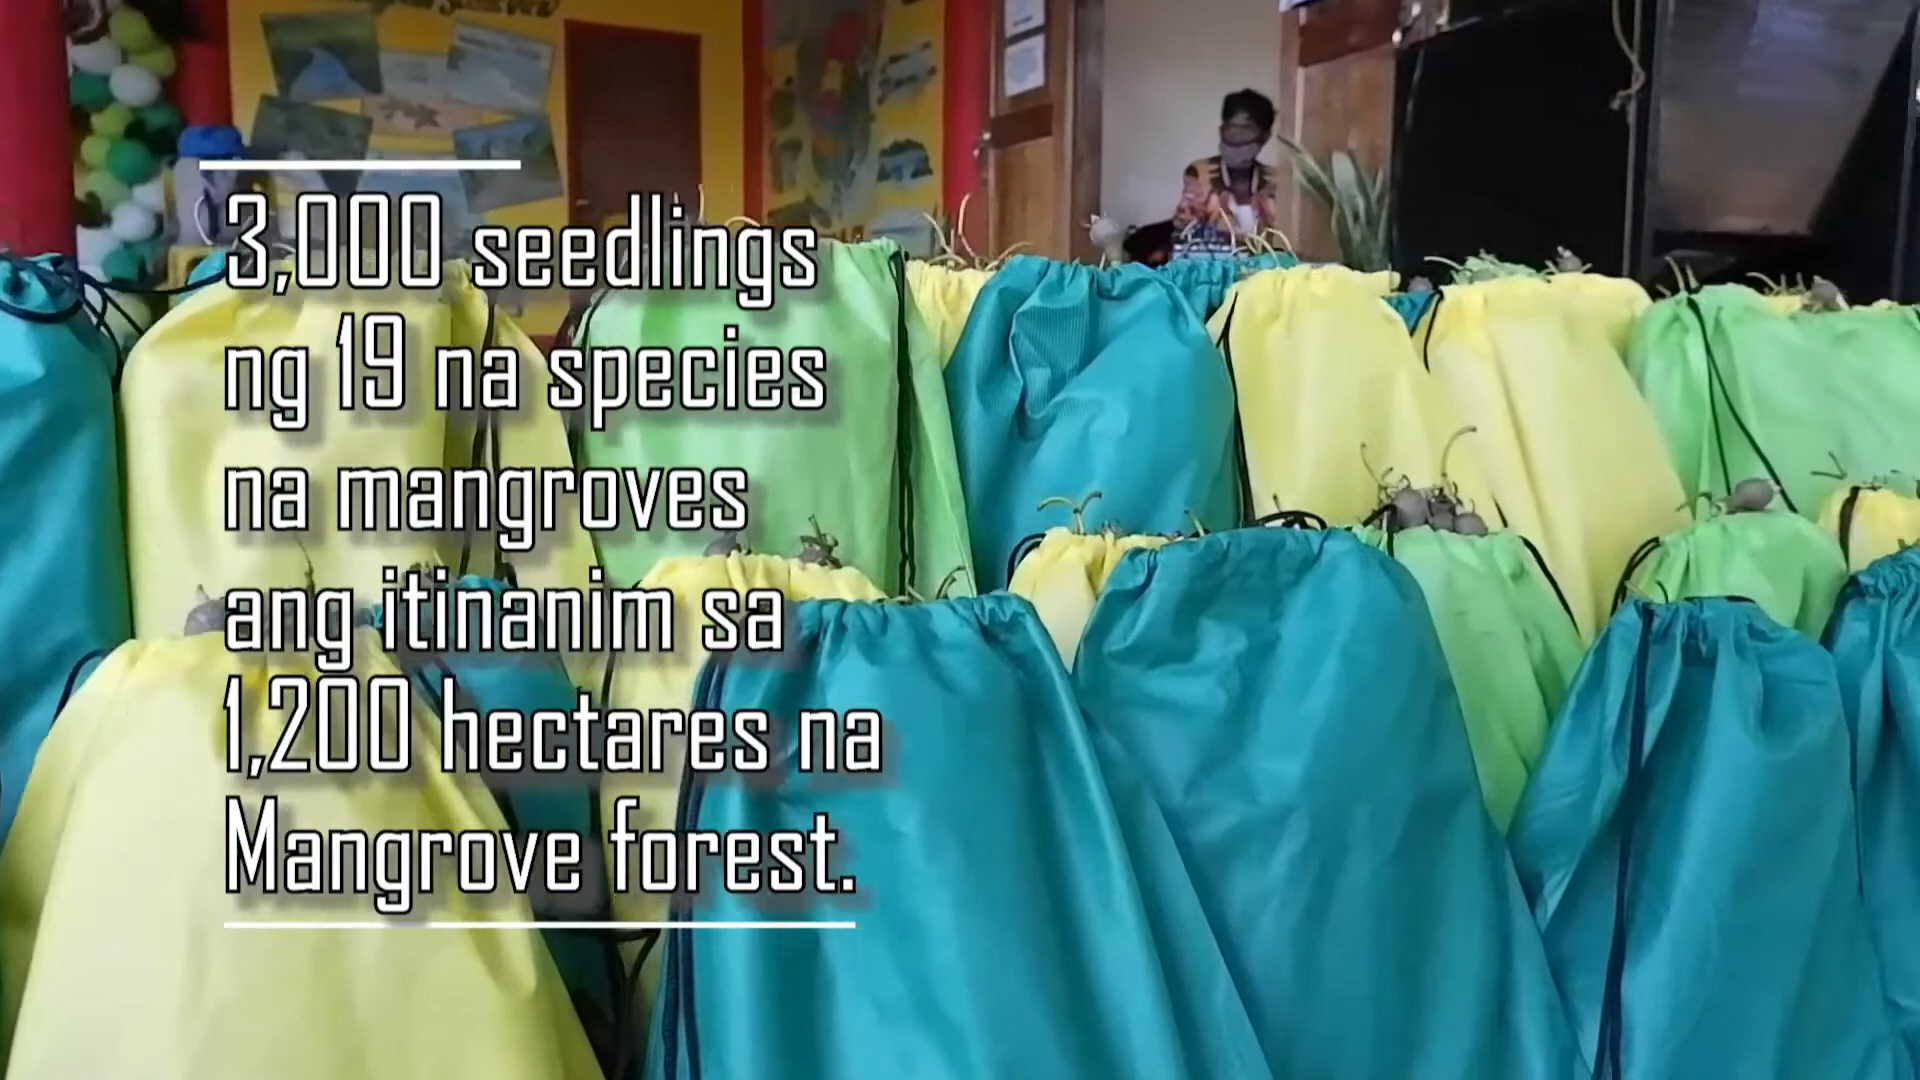 3,000 seedlings
ng 19 na species
na mangroves
ang itinanim sa
1,200 hectares na
Mangrove forest.